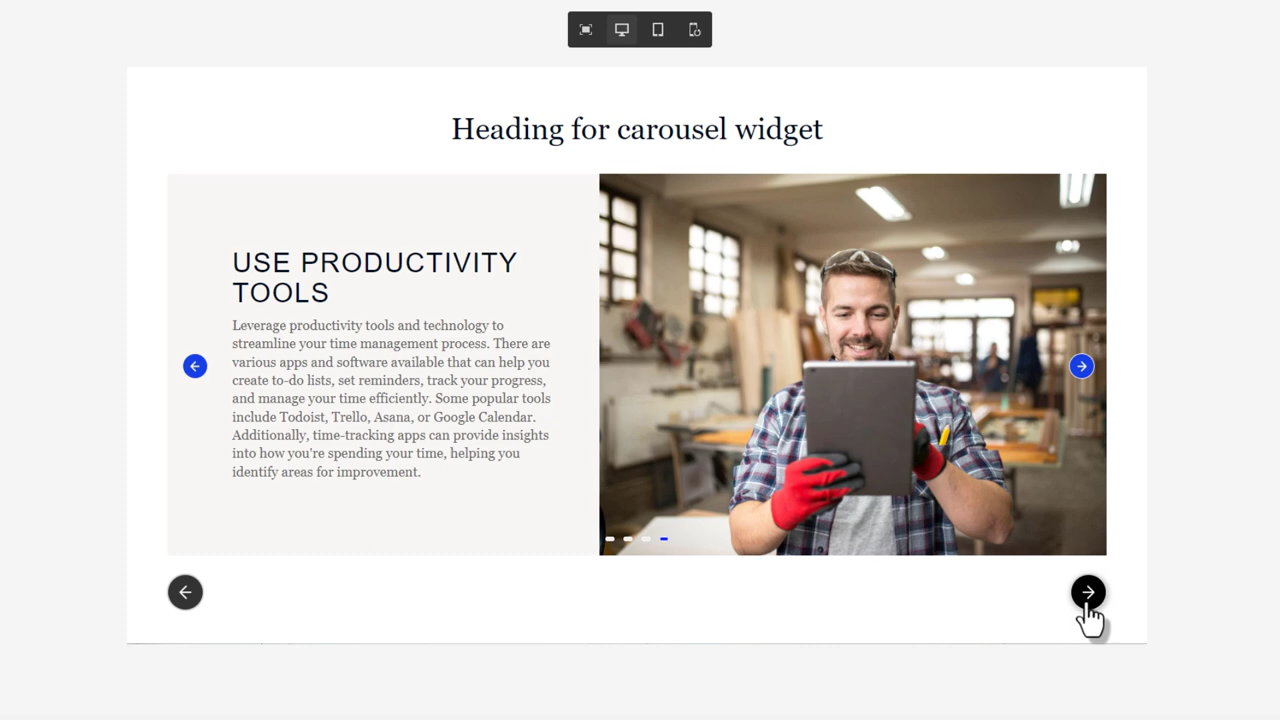 Heading for carousel widget
USE PRODUCTIVITY
TOOLS
Leverage productivity tools and technology to
streamline your time management process. There are
various apps and software available that can help you
create to-do lists, set reminders, track your progress,
and manage your time efficiently. Some popular tools
include Todoist, Trello, Asana, or Google Calendar.
Additionally, time-tracking apps can provide insights
into how you're spending your time, helping you
identify areas for improvement.